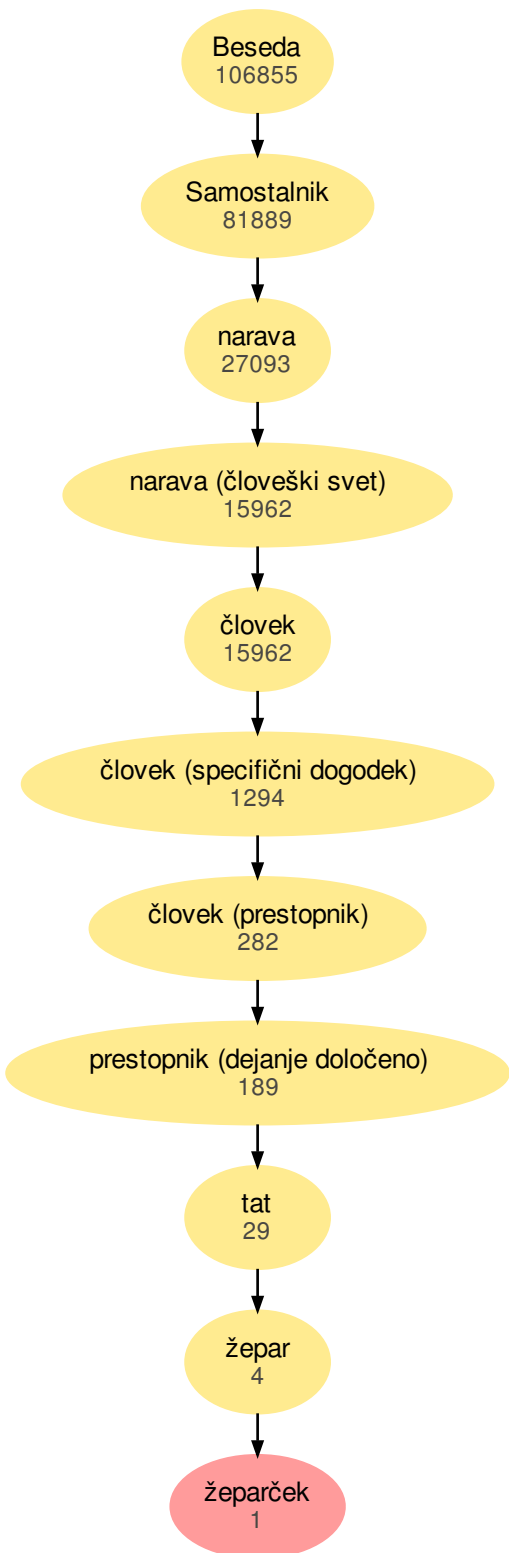 Beseda
106855
Samostalnik
81889
narava
27093
narava (človeški svet)
15962
človek
15962
človek (specifični dogodek)
1294
človek (prestopnik)
282
prestopnik (dejanje določeno)
189
tat
29
žepar
4
žeparček
1